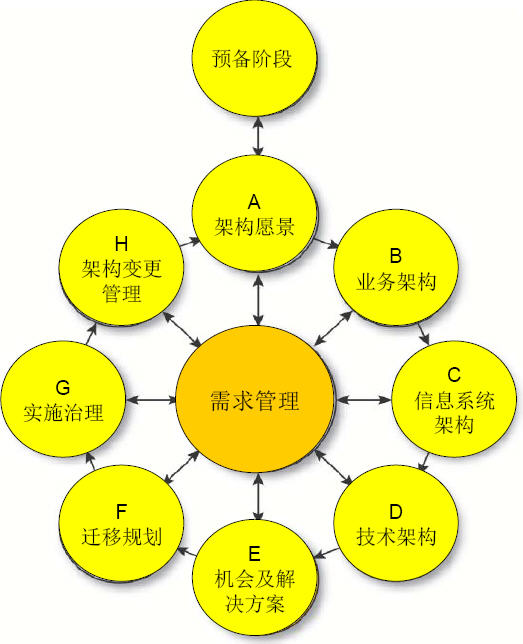 预备阶段
A
架构愿景
H
架构变更
管理
B
业务架构
G
实施治理
需求管理
C
信息系统
架构
F
迁移规划
D
技术架构
E
机会及解
决方案